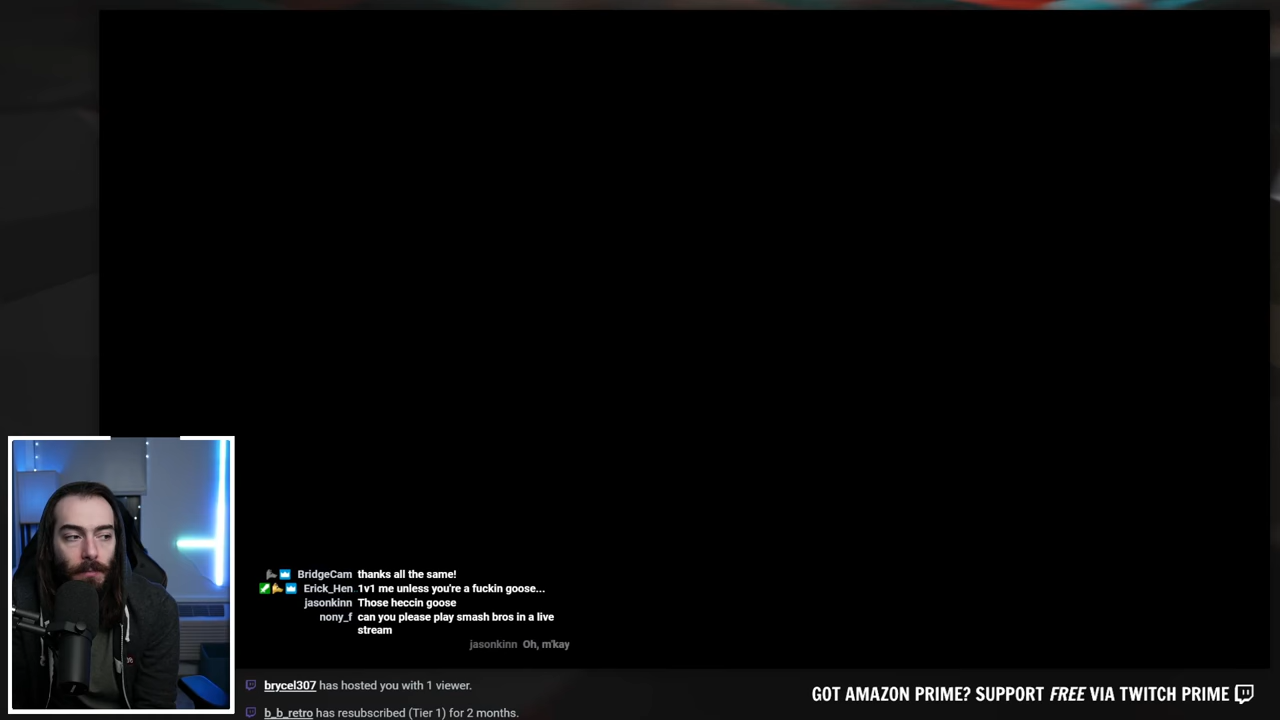 BridgeCam thanks all the same!
Erick_Hen 1v1 me unless you're a fuckin goose...
jasonkinn Those heccin goose
nony_f can you please play smash bros in a live
stream
jasonkinn Oh, m'kay
brycel307 has hosted you with 1 viewer.
b_b_retro has resubscribed (Tier 1) for 2 months.
GOT AMAZON PRIME? SUPPORT FREE VIA TWITCH PRIME